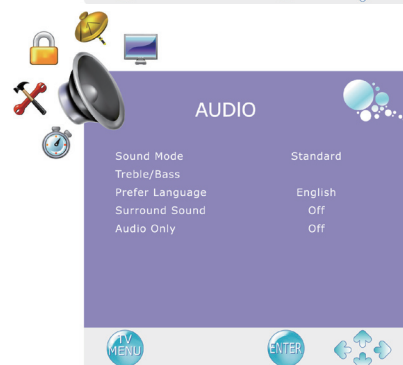 AUDIO
Sound Mode Standard
Treble/Bass
Prefer Language English
Surround Sound Off
Audio Only Off
TV MENU
ENTER